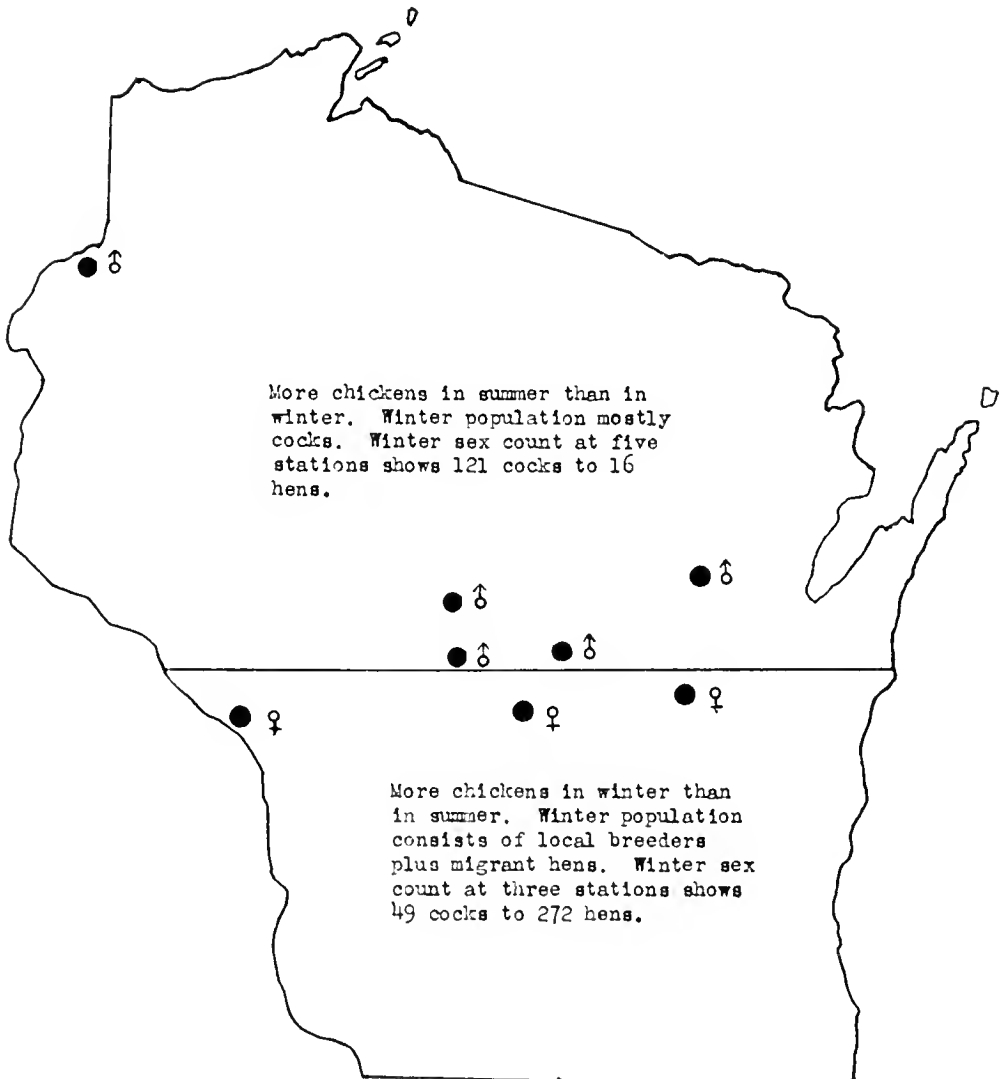 ♂
More chickens in summer than in
winter. Winter population mostly
cocks. Winter sex count at five
stations shows 121 cocks to 16
hens.
♂
♂
♂
♂
♀
♀
♀
More chickens in winter than
in summer. Winter population
consists of local breeders
plus migrant hens. Winter sex
count at three stations shows
49 cocks to 272 hens.